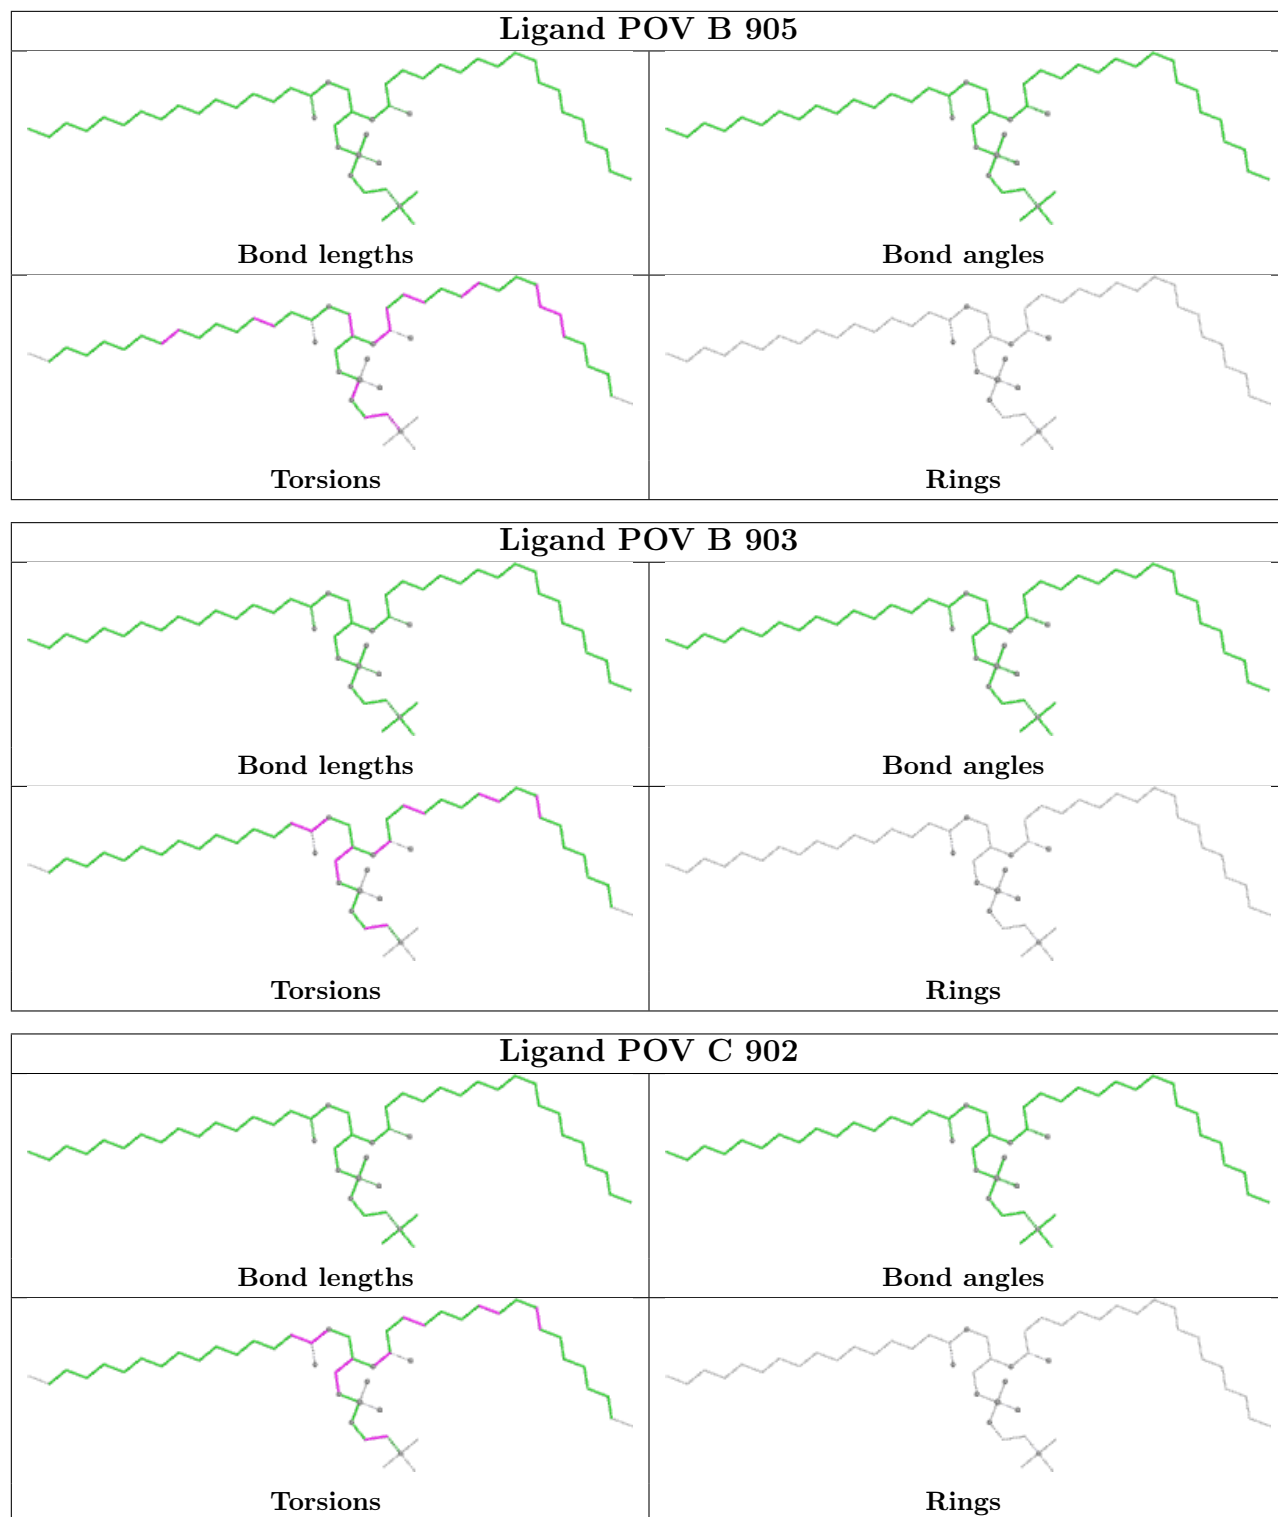 Ligand POV B 905
Bond lengths
Bond angles
Torsions
Rings
Ligand POV B 903
Bond lengths
Bond angles
Torsions
Rings
Ligand POV C 902
Bond lengths
Bond angles
Torsions
Rings